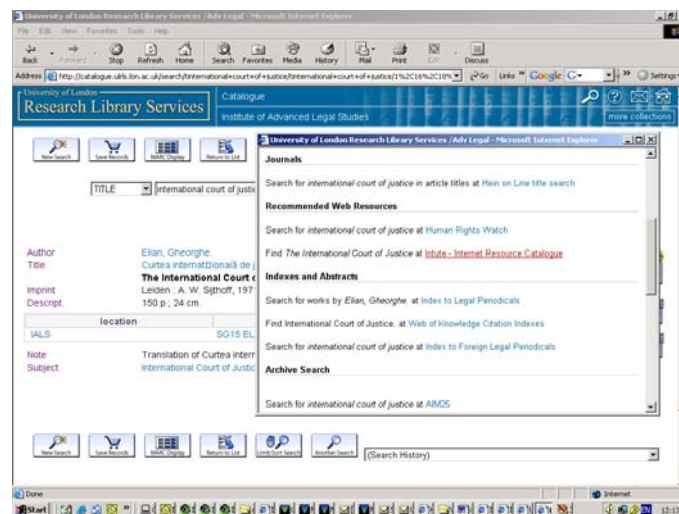 University of London Research Library Services / Adv Legal - Microsoft Internet Explorer
File Edit View Favorites Tools Help
Back Forward Stop Refresh Home Search Favorites Media History Mail Print Edit Discuss
Address Go Links Google Settings
University of London
Research Library Services
Catalogue
Institute of Advanced Legal Studies
more collections
New Search Save Records MARC Display Return to List
TITLE international court of justi
Author Elian, Gheorghe.
Title
The International Court
Imprint Leiden : A. W. Sijthoff, 197
Descript 150 p ; 24 cm.
location
IALS SG15 EL
Note Translation of Curtea intern
Subject International Court of Justic
University of London Research Library Services / Adv Legal - Microsoft Internet Explorer
Journals
Search for international court of justice in article titles at Hein on Line title search
Recommended Web Resources
Search for international court of justice at Human Rights Watch
Find The International Court of Justice at Intute - Internet Resource Catalogue
Indexes and Abstracts
Search for works by Elian, Gheorghe. at Index to Legal Periodicals
Find International Court of Justice. at Web of Knowledge Citation Indexes
Search for international court of justice at Index to Foreign Legal Periodicals
Archive Search
Search for international court of justice at AIM25
New Search Save Records MARC Display Return to List Limit/Sort Search Another Search (Search History)
Done Internet
Start EN 12:13